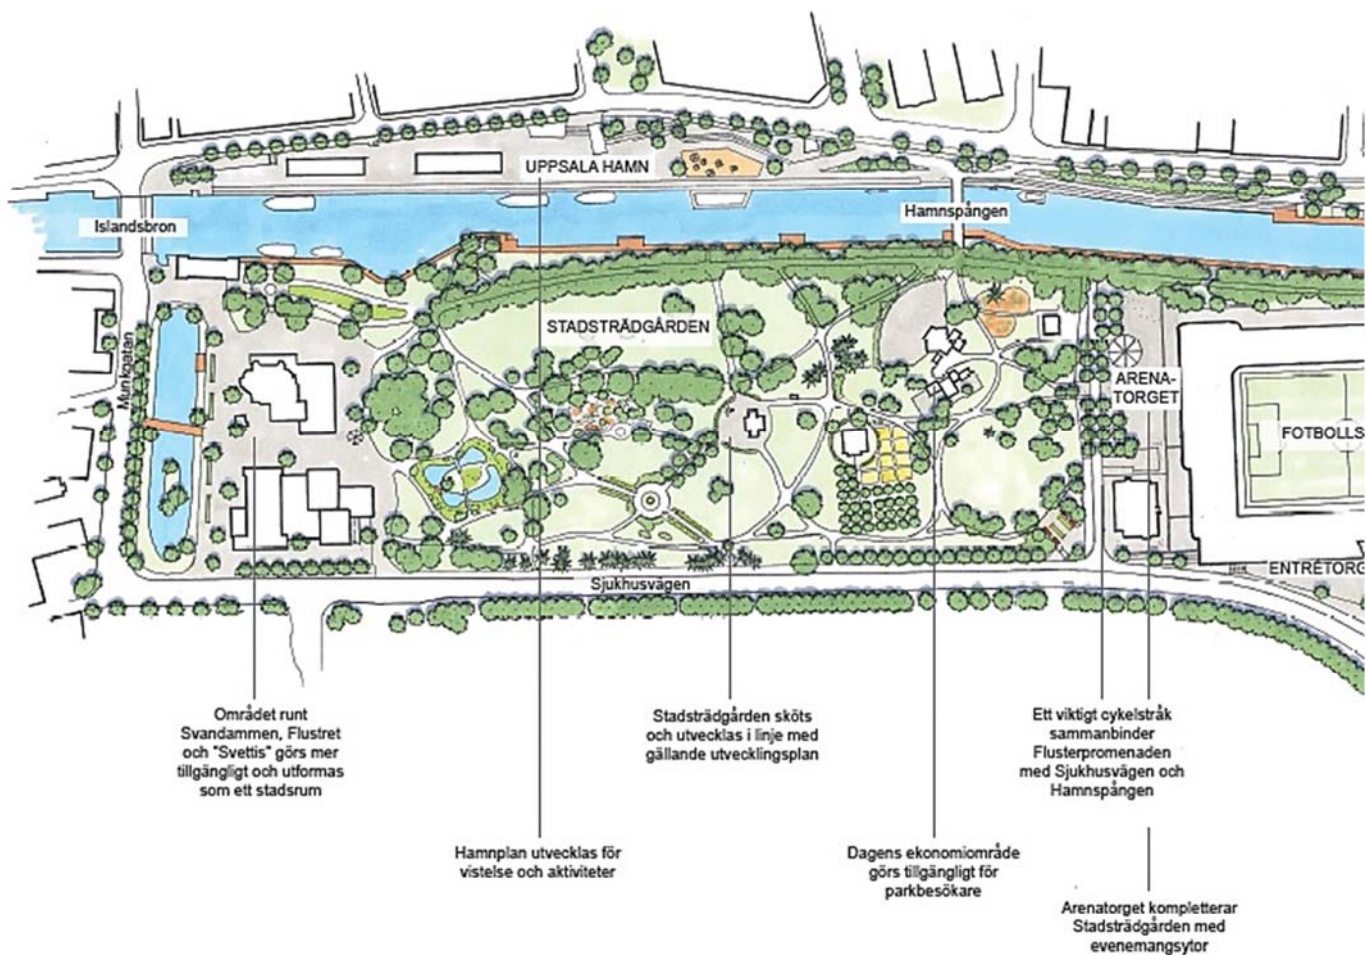 UPPSALA HAMN
Islandsbron
Hamnspången
STADSTRÄDGÅRDEN
Munkgatan
ARENA-
TORGET
FOTBOLLS
ENTRÉTORG
Sjukhusvägen
Området runt
Svandammen, Flustret
och "Svettis" görs mer
tillgängligt och utformas
som ett stadsrum
Stadsträdgården sköts
och utvecklas i linje med
gällande utvecklingsplan
Ett viktigt cykelstråk
sammanbinder
Flusterpromenaden
med Sjukhusvägen och
Hamnspången
Hamnplan utvecklas för
vistelse och aktiviteter
Dagens ekonomiområde
görs tillgängligt för
parkbesökare
Arenatorget kompletterar
Stadsträdgården med
evenemangsytor